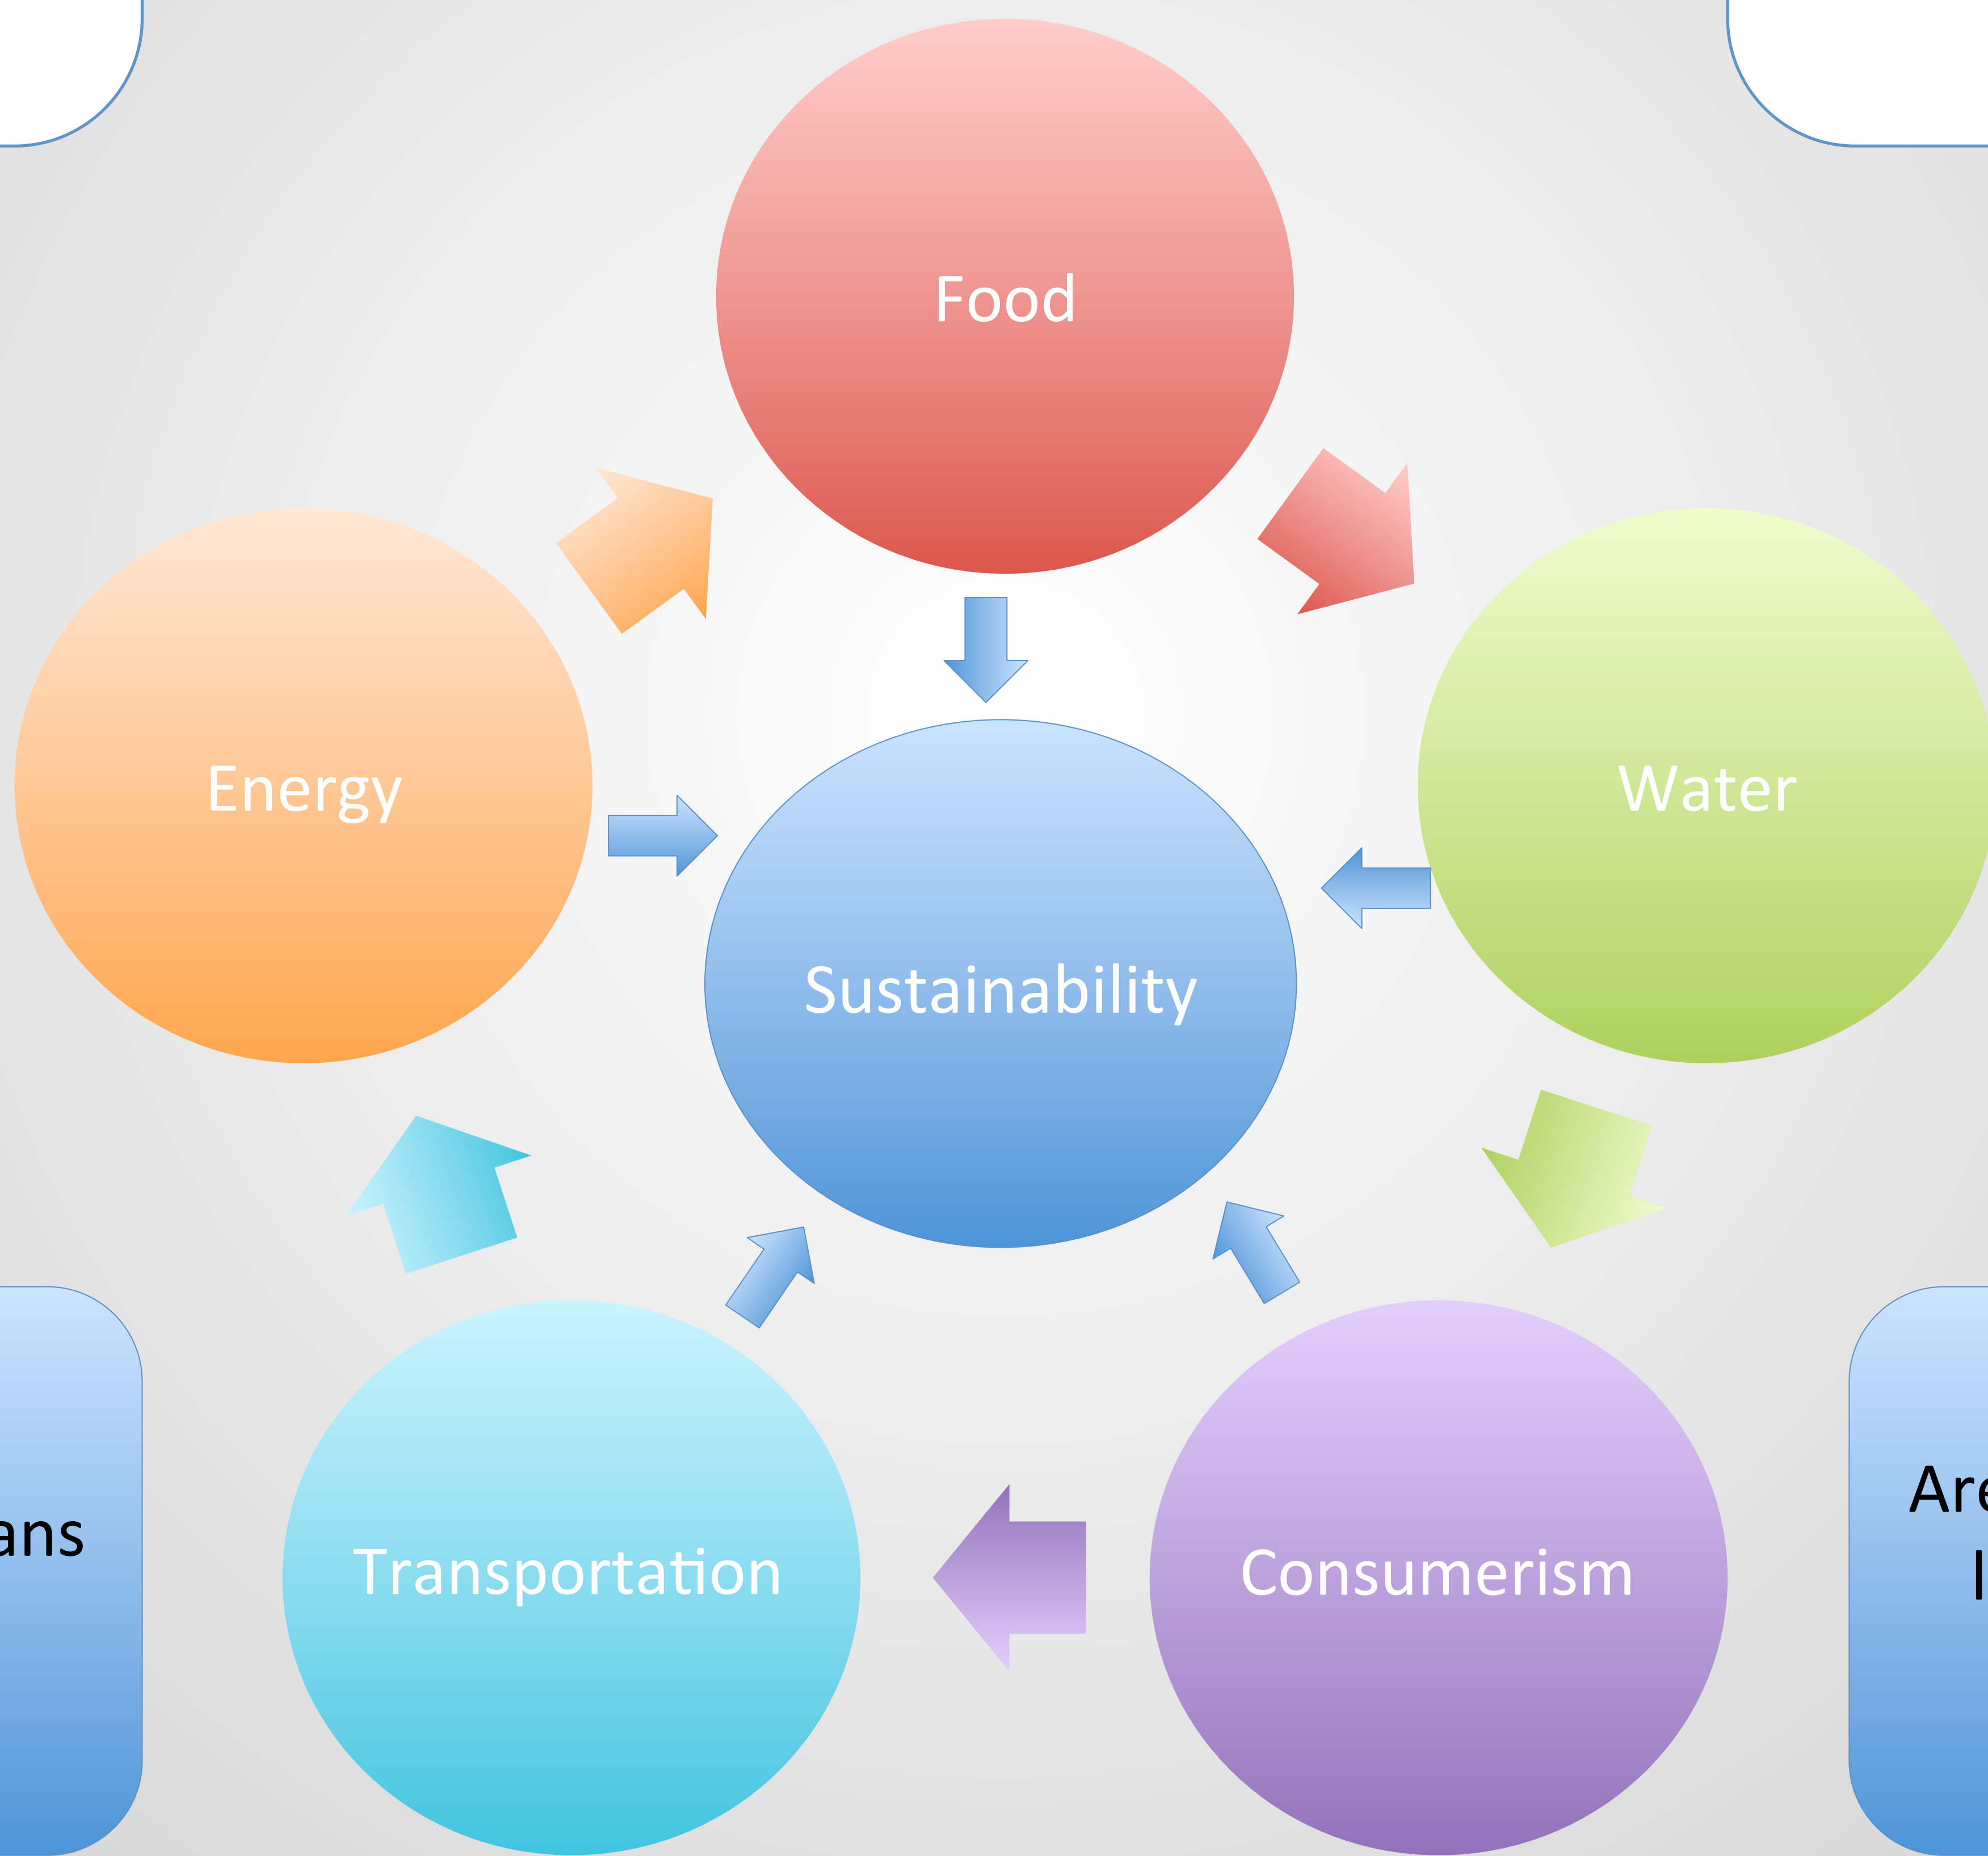 Food
Energy
Water
Sustainability
Transportation
Consumerism